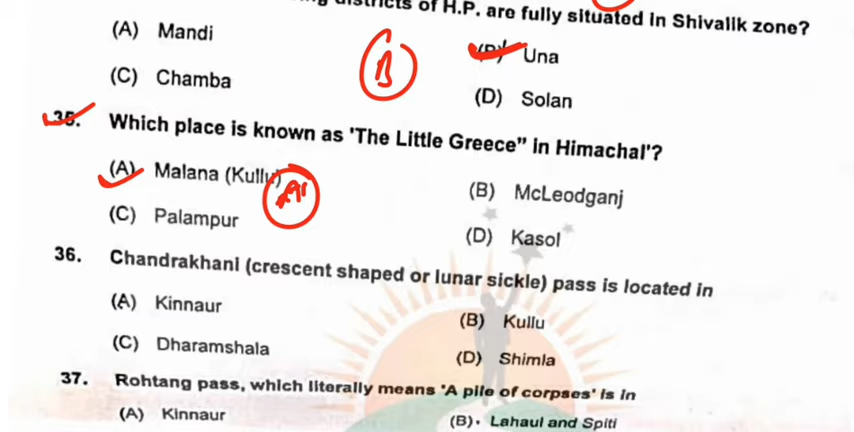 districts of H.P. are fully situated in Shivalik zone?
(A) Mandi
(B) Una
(C) Chamba
(D) Solan
B
35. Which place is known as 'The Little Greece" in Himachal'?
(A) Malana (Kullu)
(B) McLeodganj
(C) Palampur
(D) Kasol
36. Chandrakhani (crescent shaped or lunar sickle) pass is located in
(A) Kinnaur
(B) Kullu
(C) Dharamshala
(D) Shimla
37. Rohtang pass, which literally means 'A pile of corpses' is in
(A) Kinnaur
(B). Lahaul and Spiti